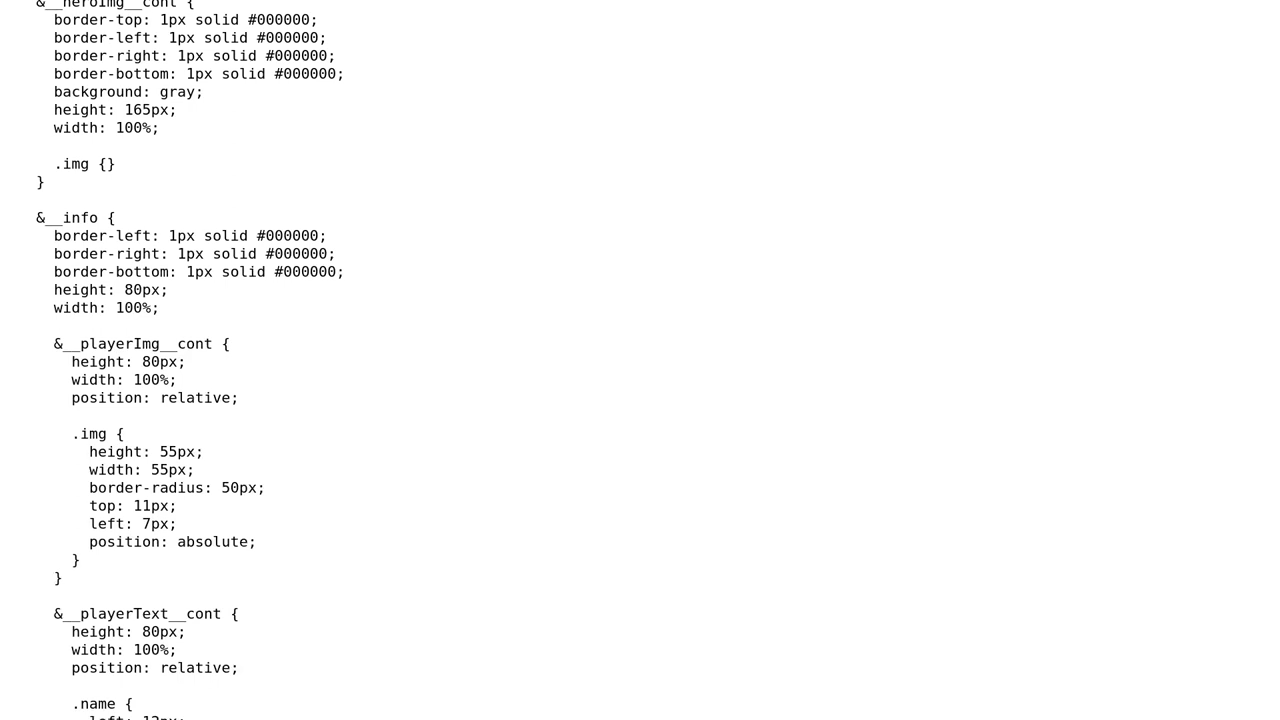 &__heroImg__cont {
border-top: 1px solid #000000;
border-left: 1px solid #000000;
border-right: 1px solid #000000;
border-bottom: 1px solid #000000;
background: gray;
height: 165px;
width: 100%;
.img {}
}
&__info {
border-left: 1px solid #000000;
border-right: 1px solid #000000;
border-bottom: 1px solid #000000;
height: 80px;
width: 100%;
&__playerImg__cont {
height: 80px;
width: 100%;
position: relative;
.img {
height: 55px;
width: 55px;
border-radius: 50px;
top: 11px;
left: 7px;
position: absolute;
}
}
&__playerText__cont {
height: 80px;
width: 100%;
position: relative;
.name {
left: 12px;